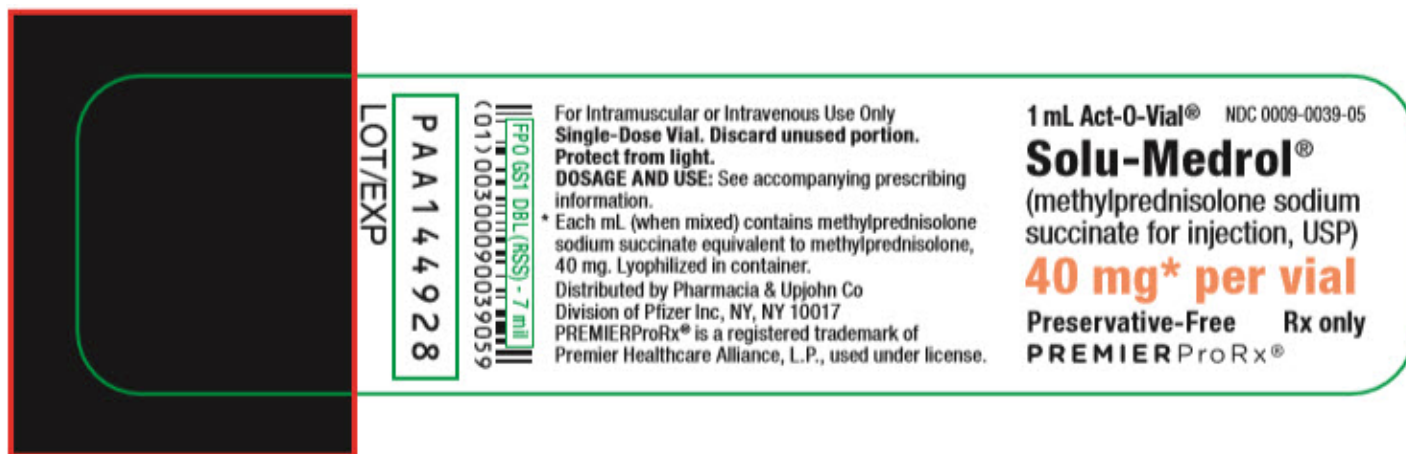 LOT/EXP
PAA144928
(01)00300090039059
FPO GS1 DBL (RSS) - 7 mil
For Intramuscular or Intravenous Use Only
Single-Dose Vial. Discard unused portion.
Protect from light.
DOSAGE AND USE: See accompanying prescribing
information.
* Each mL (when mixed) contains methylprednisolone
sodium succinate equivalent to methylprednisolone,
40 mg. Lyophilized in container.
Distributed by Pharmacia & Upjohn Co
Division of Pfizer Inc, NY, NY 10017
PREMIERProRx® is a registered trademark of
Premier Healthcare Alliance, L.P., used under license.
1 mL Act-O-Vial® NDC 0009-0039-05
Solu-Medrol®
(methylprednisolone sodium
succinate for injection, USP)
40 mg* per vial
Preservative-Free Rx only
PREMIERProRx®